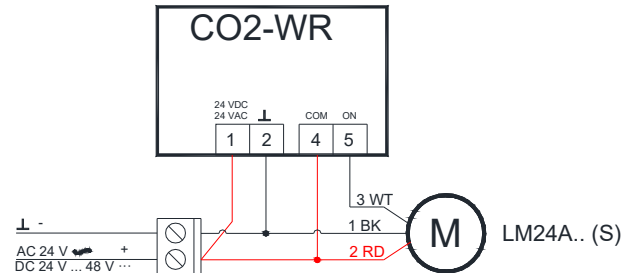 CO2-WR
24 VDC
24 VAC ⊥ COM ON
1 2 4 5
3 WT
⊥ - 1 BK
M LM24A.. (S)
AC 24 V + 2 RD
DC 24 V ... 48 V ⋯